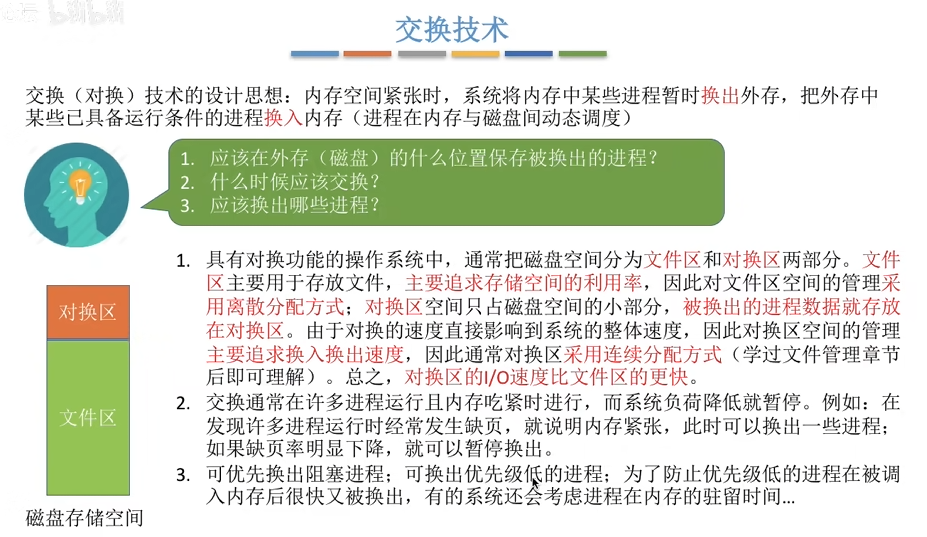 bilibili
交换技术
交换（对换）技术的设计思想：内存空间紧张时，系统将内存中某些进程暂时换出外存，把外存中
某些已具备运行条件的进程换入内存（进程在内存与磁盘间动态调度）
1. 应该在外存（磁盘）的什么位置保存被换出的进程？
2. 什么时候应该交换？
3. 应该换出哪些进程？
1. 具有对换功能的操作系统中，通常把磁盘空间分为文件区和对换区两部分。文件
区主要用于存放文件，主要追求存储空间的利用率，因此对文件区空间的管理采
用离散分配方式；对换区空间只占磁盘空间的小部分，被换出的进程数据就存放
在对换区。由于对换的速度直接影响到系统的整体速度，因此对换区空间的管理
主要追求换入换出速度，因此通常对换区采用连续分配方式（学过文件管理章节
后即可理解）。总之，对换区的I/O速度比文件区的更快。
2. 交换通常在许多进程运行且内存吃紧时进行，而系统负荷降低就暂停。例如：在
发现许多进程运行时经常发生缺页，就说明内存紧张，此时可以换出一些进程；
如果缺页率明显下降，就可以暂停换出。
3. 可优先换出阻塞进程；可换出优先级低的进程；为了防止优先级低的进程在被调
入内存后很快又被换出，有的系统还会考虑进程在内存的驻留时间…
对换区
文件区
磁盘存储空间